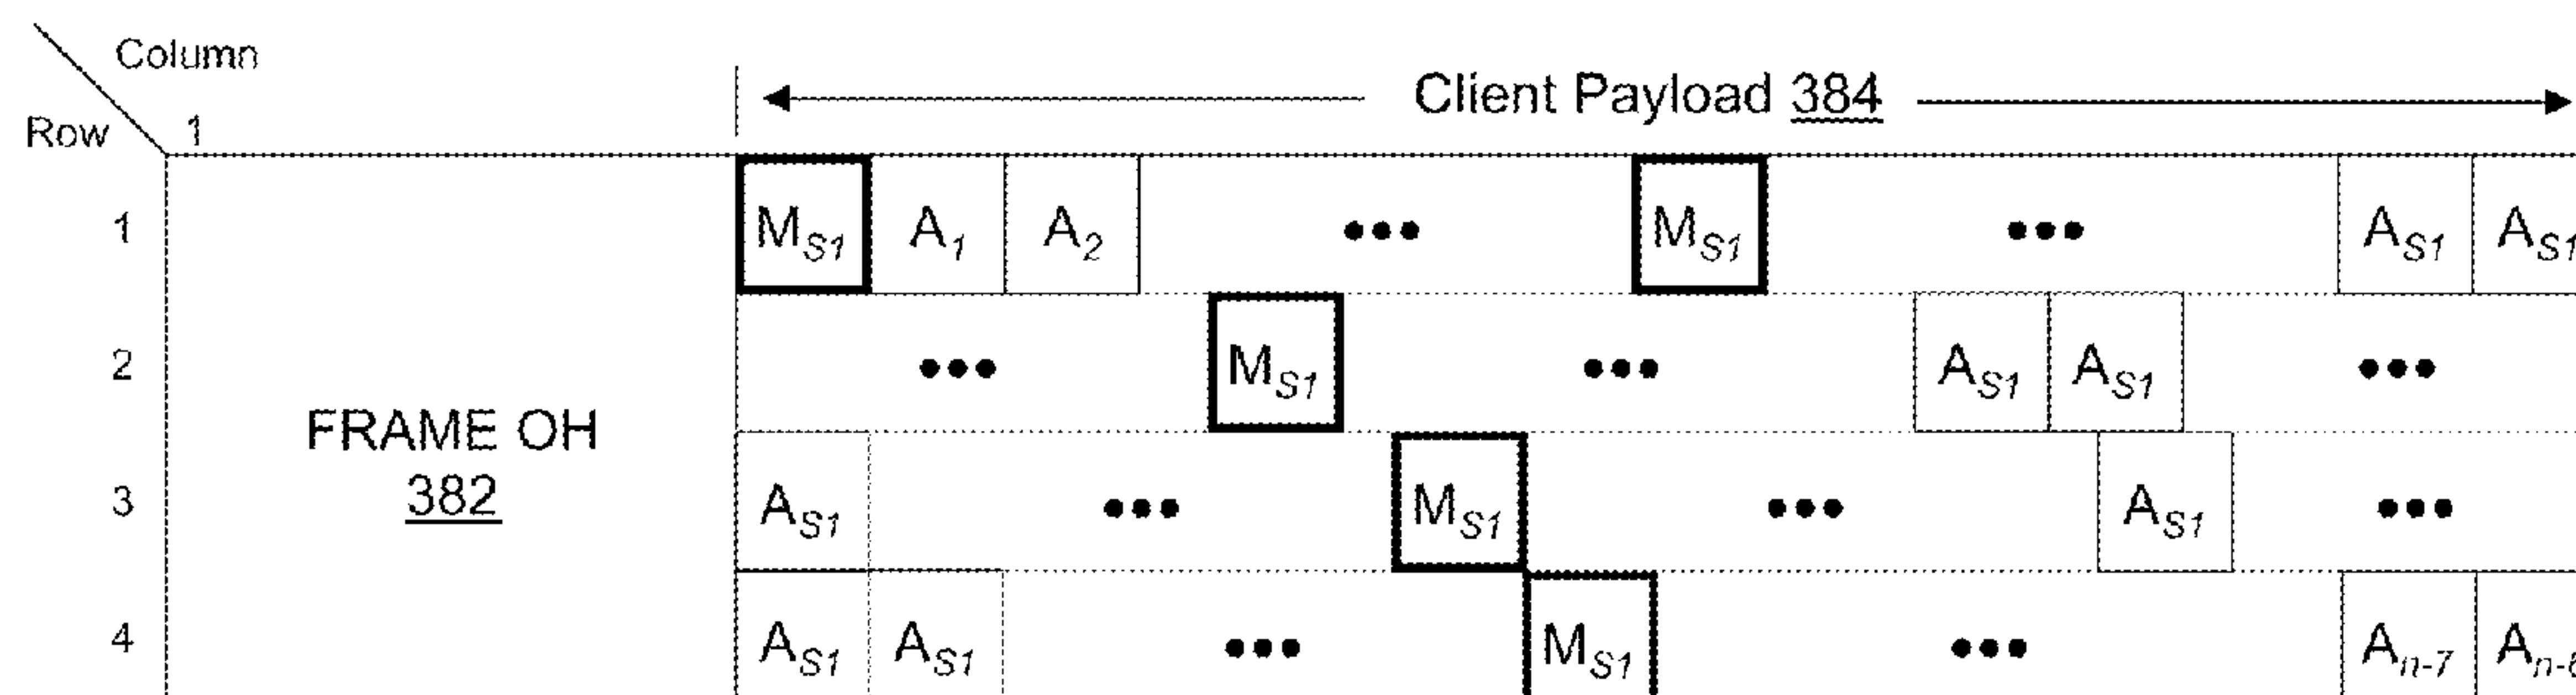 Column
Client Payload 384
Row 1
1 M_S1 A_1 A_2 ••• M_S1 ••• A_S1 A_S1
2 ••• M_S1 ••• A_S1 A_S1 •••
FRAME OH
382
3 A_S1 ••• M_S1 ••• A_S1 •••
4 A_S1 A_S1 ••• M_S1 ••• A_n-7